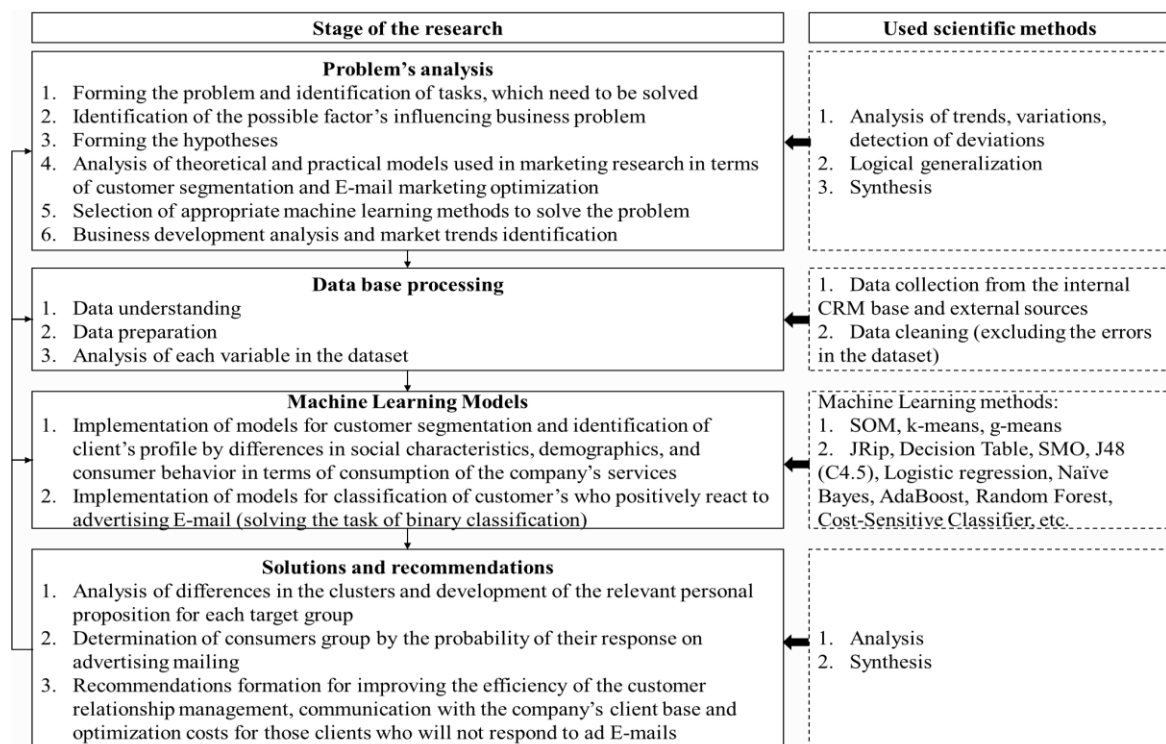 Stage of the research
Used scientific methods
Problem's analysis
1. Forming the problem and identification of tasks, which need to be solved
2. Identification of the possible factor's influencing business problem
3. Forming the hypotheses
4. Analysis of theoretical and practical models used in marketing research in terms
of customer segmentation and E-mail marketing optimization
5. Selection of appropriate machine learning methods to solve the problem
6. Business development analysis and market trends identification
1. Analysis of trends, variations,
detection of deviations
2. Logical generalization
3. Synthesis
Data base processing
1. Data understanding
2. Data preparation
3. Analysis of each variable in the dataset
1. Data collection from the internal
CRM base and external sources
2. Data cleaning (excluding the errors
in the dataset)
Machine Learning Models
1. Implementation of models for customer segmentation and identification of
client's profile by differences in social characteristics, demographics, and
consumer behavior in terms of consumption of the company's services
2. Implementation of models for classification of customer's who positively react to
advertising E-mail (solving the task of binary classification)
Machine Learning methods:
1. SOM, k-means, g-means
2. JRip, Decision Table, SMO, J48
(C4.5), Logistic regression, Naïve
Bayes, AdaBoost, Random Forest,
Cost-Sensitive Classifier, etc.
Solutions and recommendations
1. Analysis of differences in the clusters and development of the relevant personal
proposition for each target group
2. Determination of consumers group by the probability of their response on
advertising mailing
3. Recommendations formation for improving the efficiency of the customer
relationship management, communication with the company's client base and
optimization costs for those clients who will not respond to ad E-mails
1. Analysis
2. Synthesis